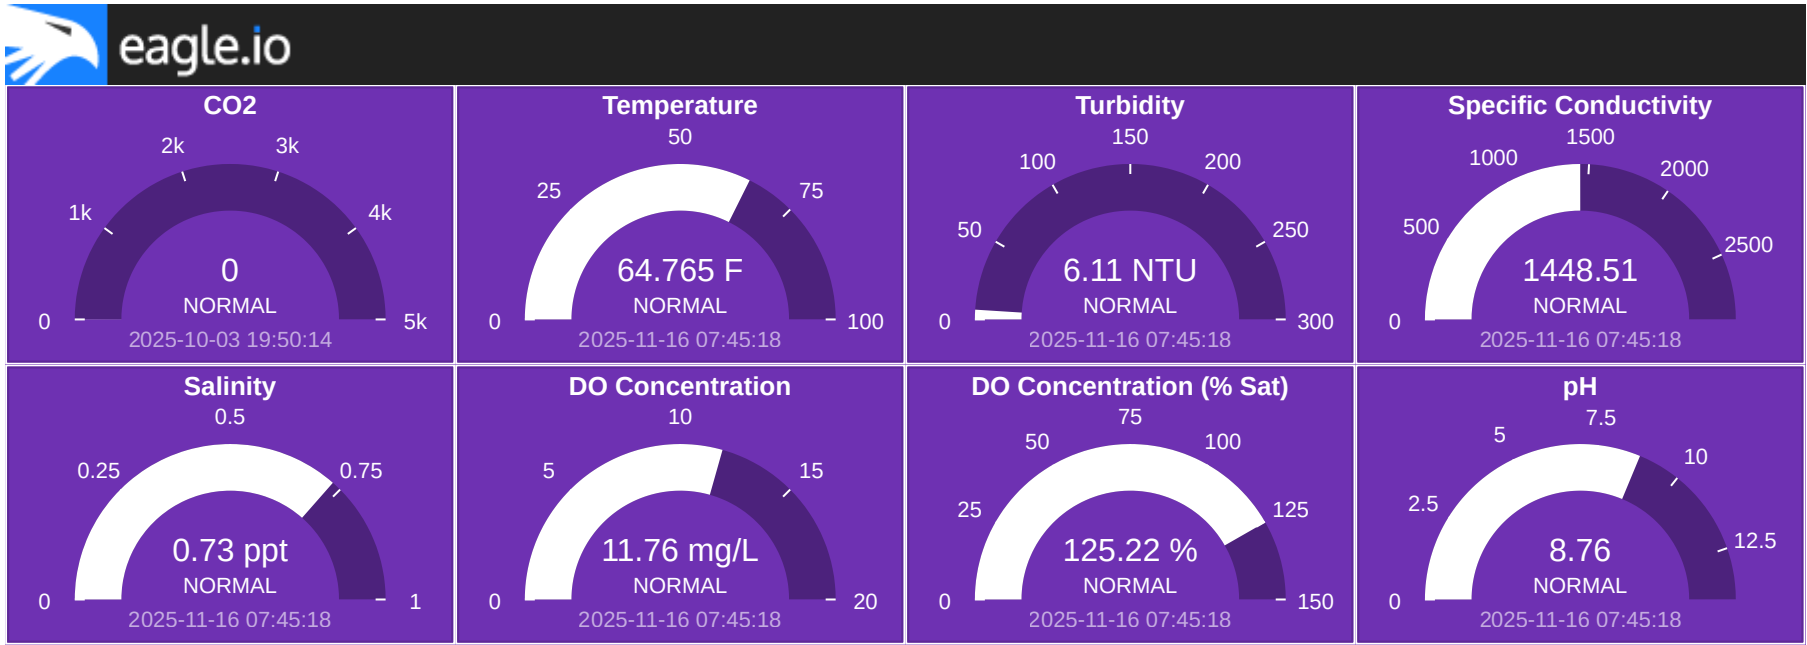 eagle.io
CO2
0
1k
2k
3k
4k
5k
0
NORMAL
2025-10-03 19:50:14
Temperature
0
25
50
75
100
64.765 F
NORMAL
2025-11-16 07:45:18
Turbidity
0
50
100
150
200
250
300
6.11 NTU
NORMAL
2025-11-16 07:45:18
Specific Conductivity
0
500
1000
1500
2000
2500
1448.51
NORMAL
2025-11-16 07:45:18
Salinity
0
0.25
0.5
0.75
1
0.73 ppt
NORMAL
2025-11-16 07:45:18
DO Concentration
0
5
10
15
20
11.76 mg/L
NORMAL
2025-11-16 07:45:18
DO Concentration (% Sat)
0
25
50
75
100
125
150
125.22 %
NORMAL
2025-11-16 07:45:18
pH
0
2.5
5
7.5
10
12.5
8.76
NORMAL
2025-11-16 07:45:18